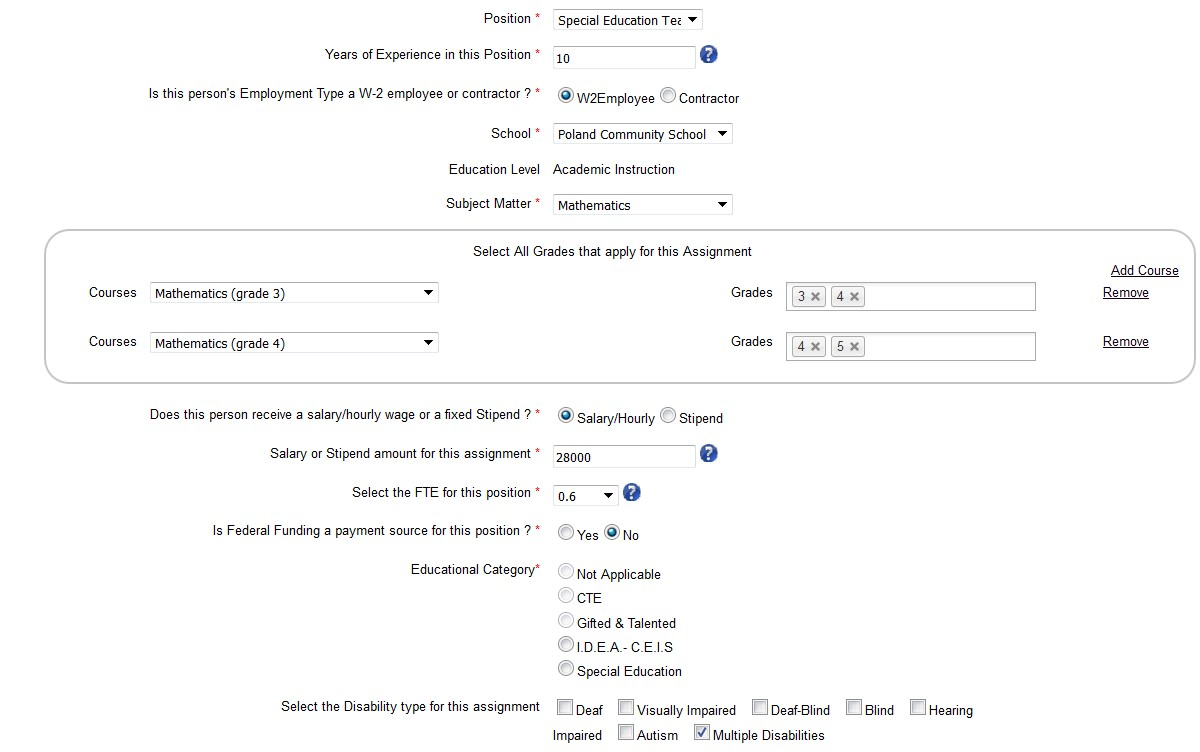 Position * Special Education Tea
Years of Experience in this Position * 10 ?
Is this person's Employment Type a W-2 employee or contractor ? * W2Employee Contractor
School * Poland Community School
Education Level Academic Instruction
Subject Matter * Mathematics
Select All Grades that apply for this Assignment
Add Course
Courses Mathematics (grade 3) Grades 3 × 4 × Remove
Courses Mathematics (grade 4) Grades 4 × 5 × Remove
Does this person receive a salary/hourly wage or a fixed Stipend ? * Salary/Hourly Stipend
Salary or Stipend amount for this assignment * 28000 ?
Select the FTE for this position * 0.6 ?
Is Federal Funding a payment source for this position ? * Yes No
Educational Category* Not Applicable
CTE
Gifted & Talented
I.D.E.A.- C.E.I.S
Special Education
Select the Disability type for this assignment Deaf Visually Impaired Deaf-Blind Blind Hearing
Impaired Autism Multiple Disabilities